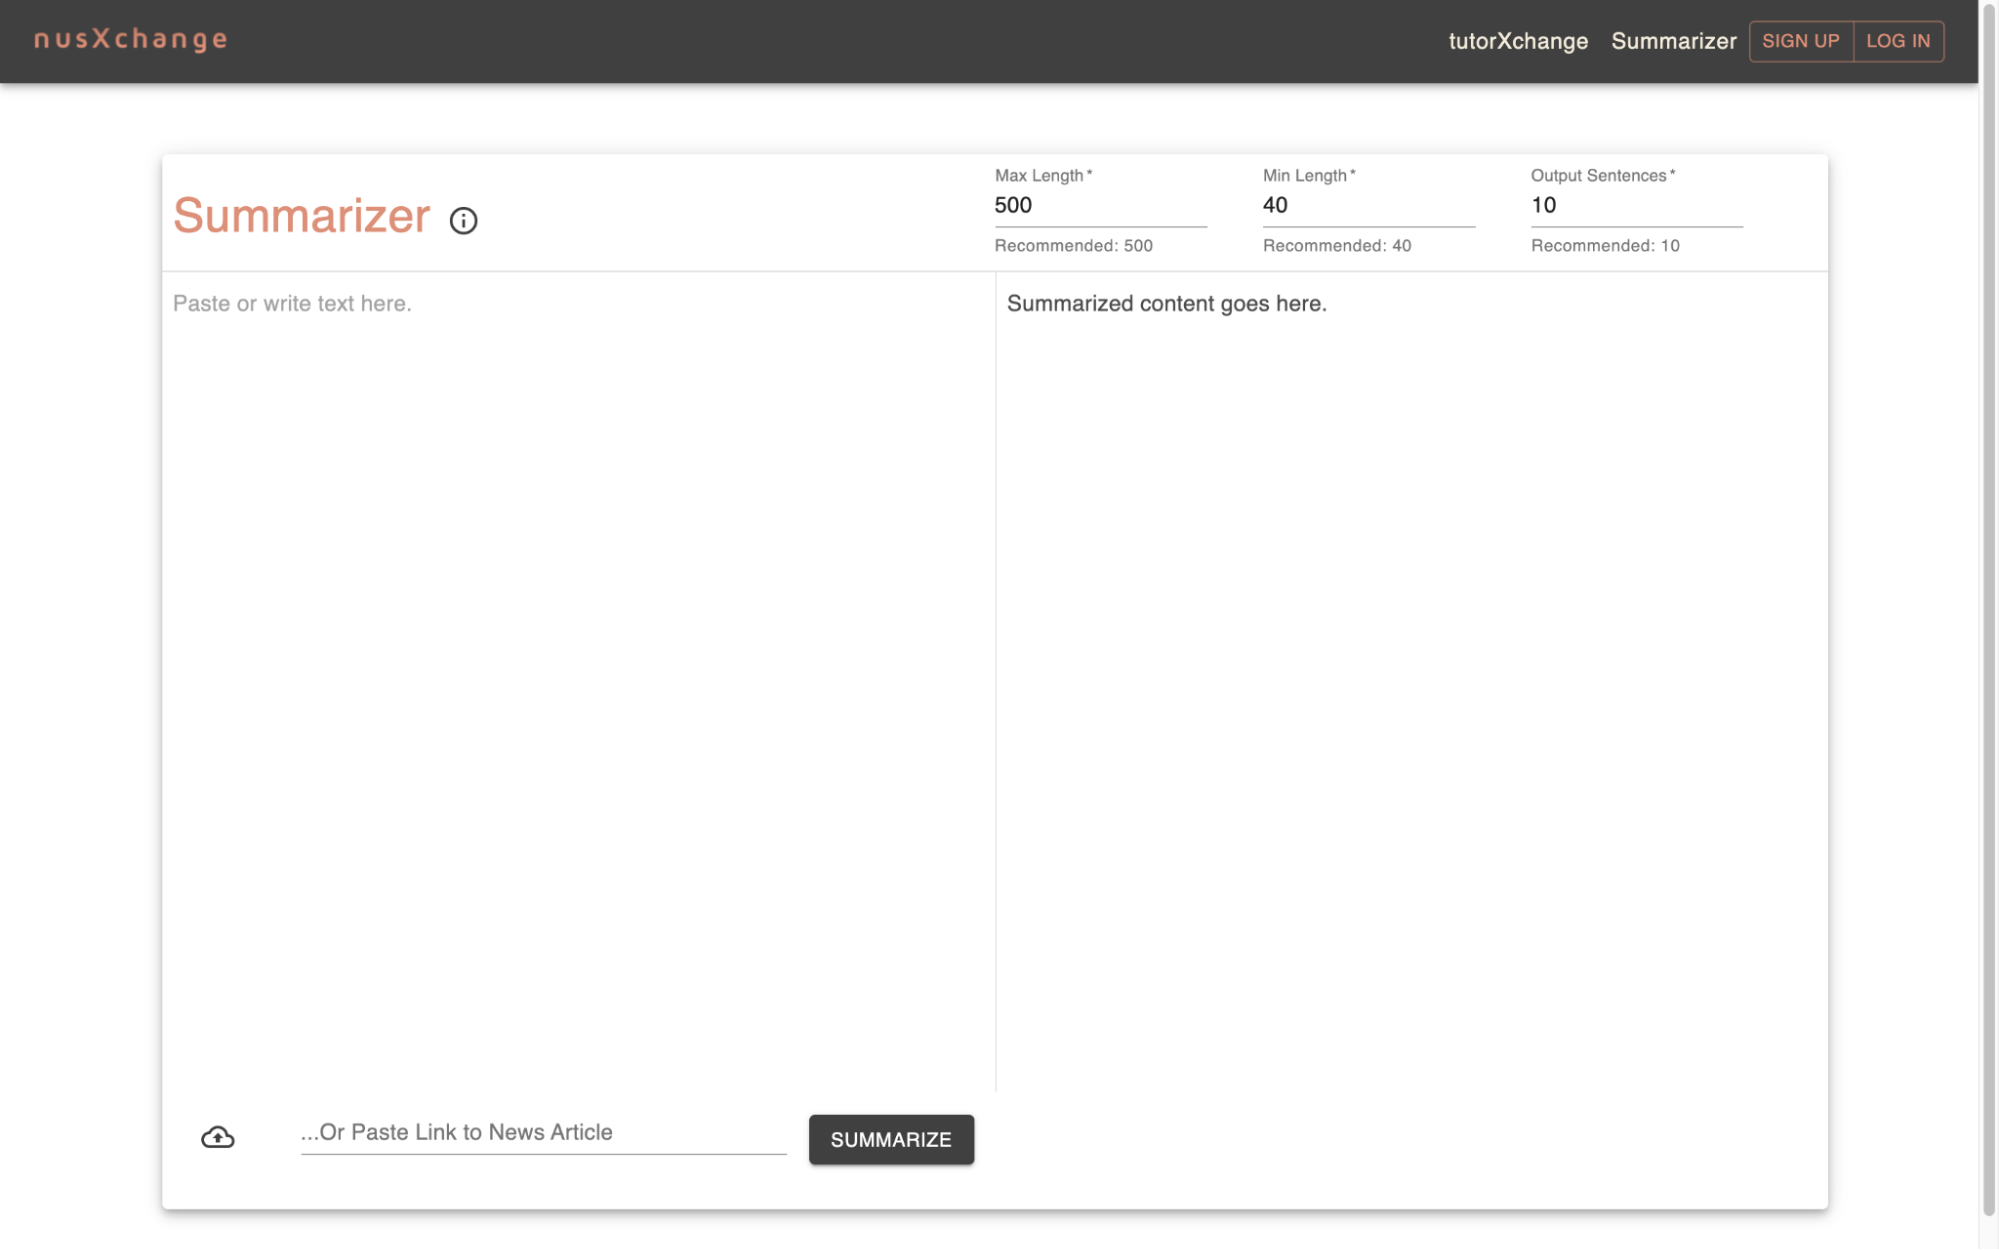 nusXchange
tutorXchange Summarizer SIGN UP LOG IN
Summarizer
Max Length* Min Length* Output Sentences*
500 40 10
Recommended: 500 Recommended: 40 Recommended: 10
Paste or write text here.
Summarized content goes here.
...Or Paste Link to News Article
SUMMARIZE